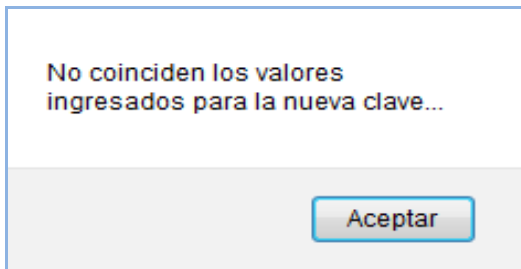 No coinciden los valores
ingresados para la nueva clave...
Aceptar